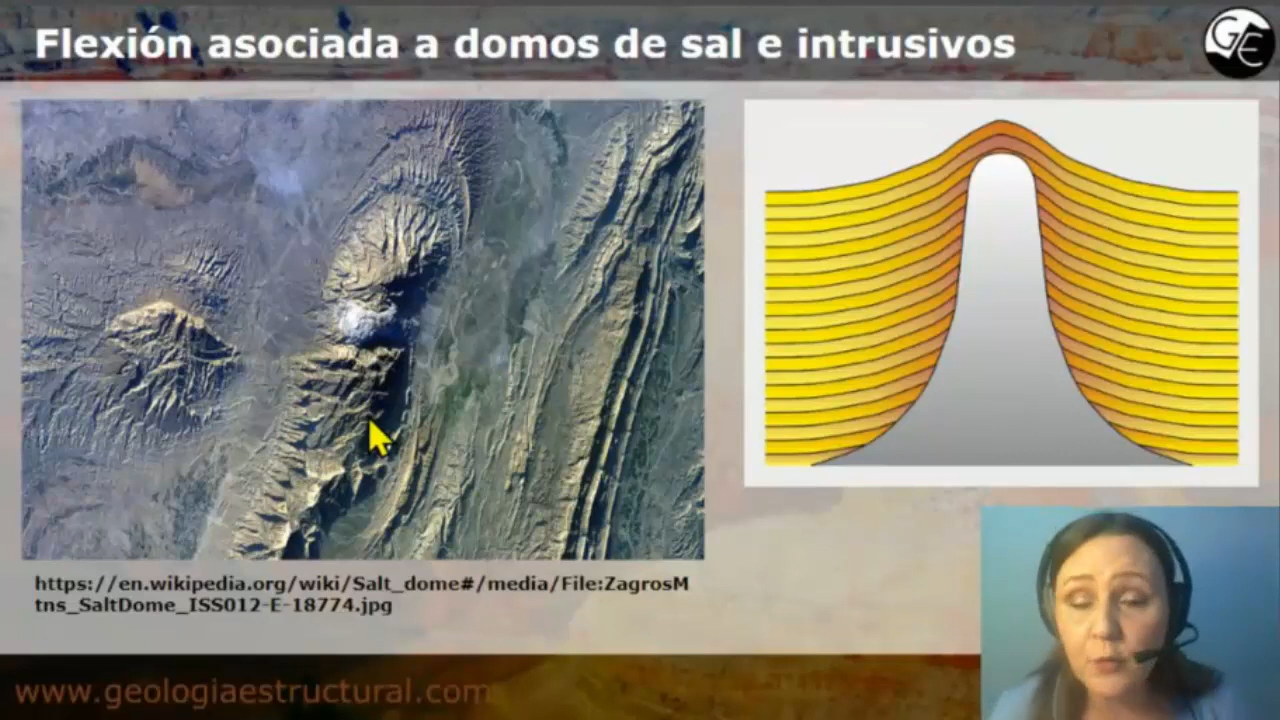 Flexión asociada a domos de sal e intrusivos
GE
https://en.wikipedia.org/wiki/Salt_dome#/media/File:ZagrosM
tns_SaltDome_ISS012-E-18774.jpg
www.geologiaestructural.com